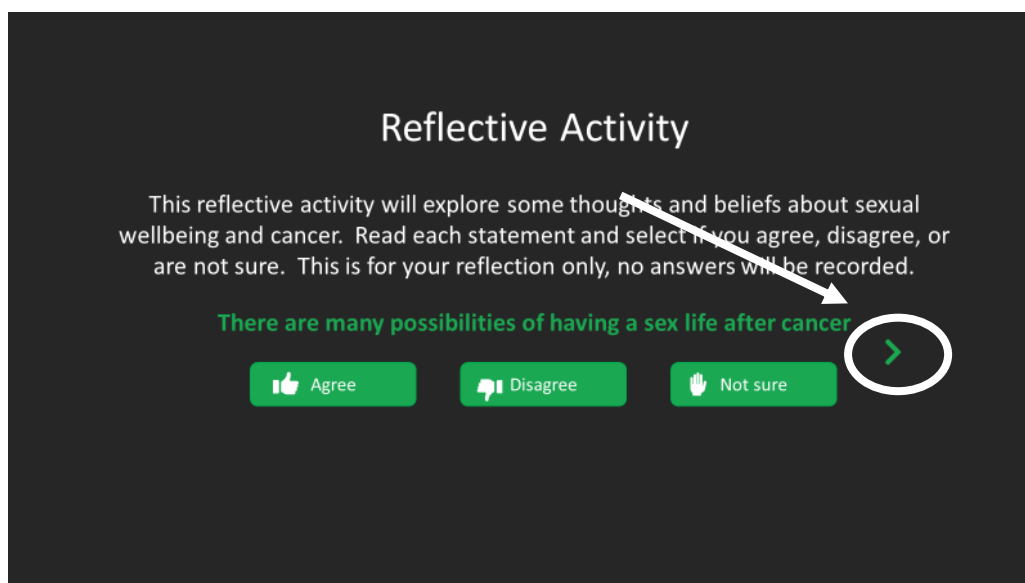 Reflective Activity
This reflective activity will explore some thoughts and beliefs about sexual
wellbeing and cancer.  Read each statement and select if you agree, disagree, or
are not sure.  This is for your reflection only, no answers will be recorded.
There are many possibilities of having a sex life after cancer
Agree
Disagree
Not sure